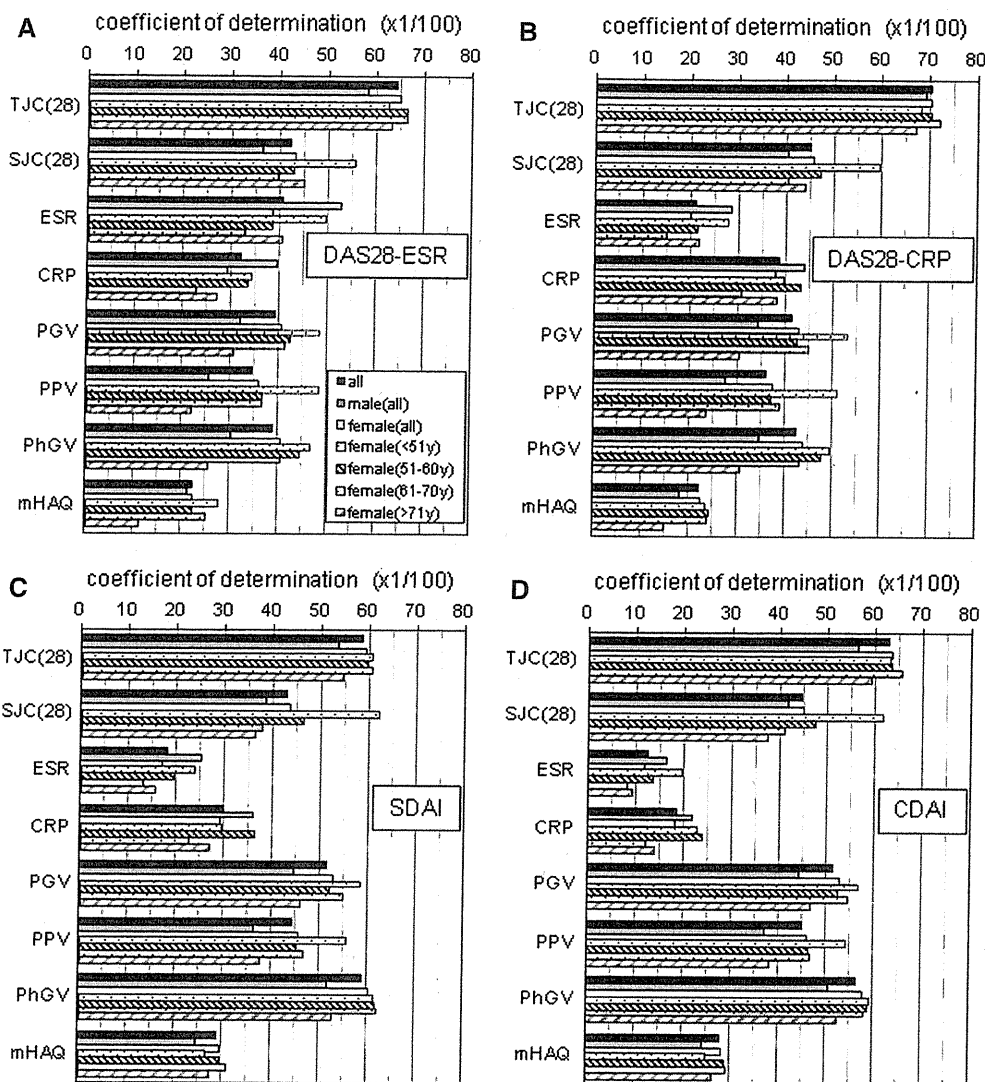 A
coefficient of determination (x1/100)
0 10 20 30 40 50 60 70 80
TJC(28)
SJC(28)
ESR
CRP
PGV
PPV
PhGV
mHAQ
DAS28-ESR
all
male(all)
female(all)
female(<51y)
female(51-60y)
female(61-70y)
female(>71y)
B
coefficient of determination (x1/100)
0 10 20 30 40 50 60 70 80
TJC(28)
SJC(28)
ESR
CRP
PGV
PPV
PhGV
mHAQ
DAS28-CRP
C
coefficient of determination (x1/100)
0 10 20 30 40 50 60 70 80
TJC(28)
SJC(28)
ESR
CRP
PGV
PPV
PhGV
mHAQ
SDAI
D
coefficient of determination (x1/100)
0 10 20 30 40 50 60 70 80
TJC(28)
SJC(28)
ESR
CRP
PGV
PPV
PhGV
mHAQ
CDAI